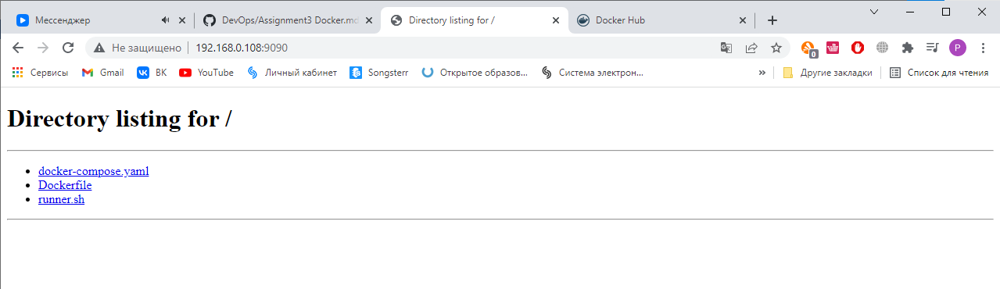 Мессенджер
DevOps/Assignment3 Docker.md
Directory listing for /
Docker Hub
Не защищено 192.168.0.108:9090
0
P
Сервисы
Gmail
ВК
YouTube
Личный кабинет
Songsterr
Открытое образов...
Система электрон...
»
Другие закладки
Список для чтения
Directory listing for /
docker-compose.yaml
Dockerfile
runner.sh